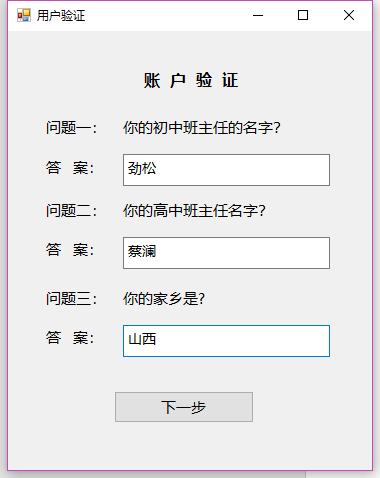 用户验证
账 户 验 证
问题一： 你的初中班主任的名字?
答 案： 劲松
问题二： 你的高中班主任名字?
答 案： 蔡澜
问题三： 你的家乡是?
答 案： 山西
下一步